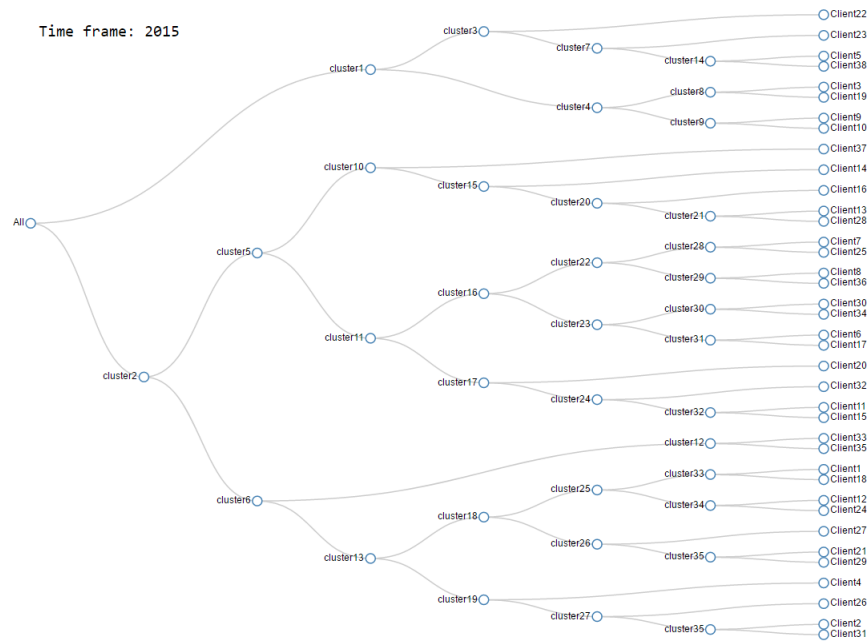 Time frame: 2015
Client22
cluster3
Client23
cluster7
Client5
cluster14
Client38
cluster1
Client3
cluster8
Client19
cluster4
Client9
cluster9
Client10
Client37
cluster10
Client14
cluster15
Client16
cluster20
Client13
cluster21
Client28
All
Client7
cluster28
Client25
cluster5
cluster22
Client8
cluster29
Client36
cluster16
Client30
cluster30
Client34
cluster23
Client6
cluster31
Client17
cluster11
Client20
cluster2
cluster17
Client32
cluster24
Client11
cluster32
Client15
Client33
cluster12
Client35
Client1
cluster33
Client18
cluster25
Client12
cluster6
cluster34
Client24
cluster18
Client27
cluster26
Client21
cluster35
cluster13
Client29
Client4
cluster19
Client26
cluster27
Client2
cluster35
Client31